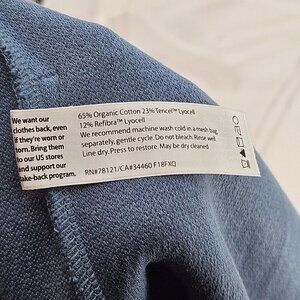 We want our
clothes back, even
if they're worn or
torn. Bring them
to our US stores
and support our
take-back program.
65% Organic Cotton 23% Tencel™ Lyocell
12% Refibra™ Lyocell
We recommend machine wash cold in a mesh bag,
separately, gentle cycle. Do not bleach. Rinse well.
Line dry. Press to restore. May be dry cleaned
RN#78121/CA#34460 F18FXQ